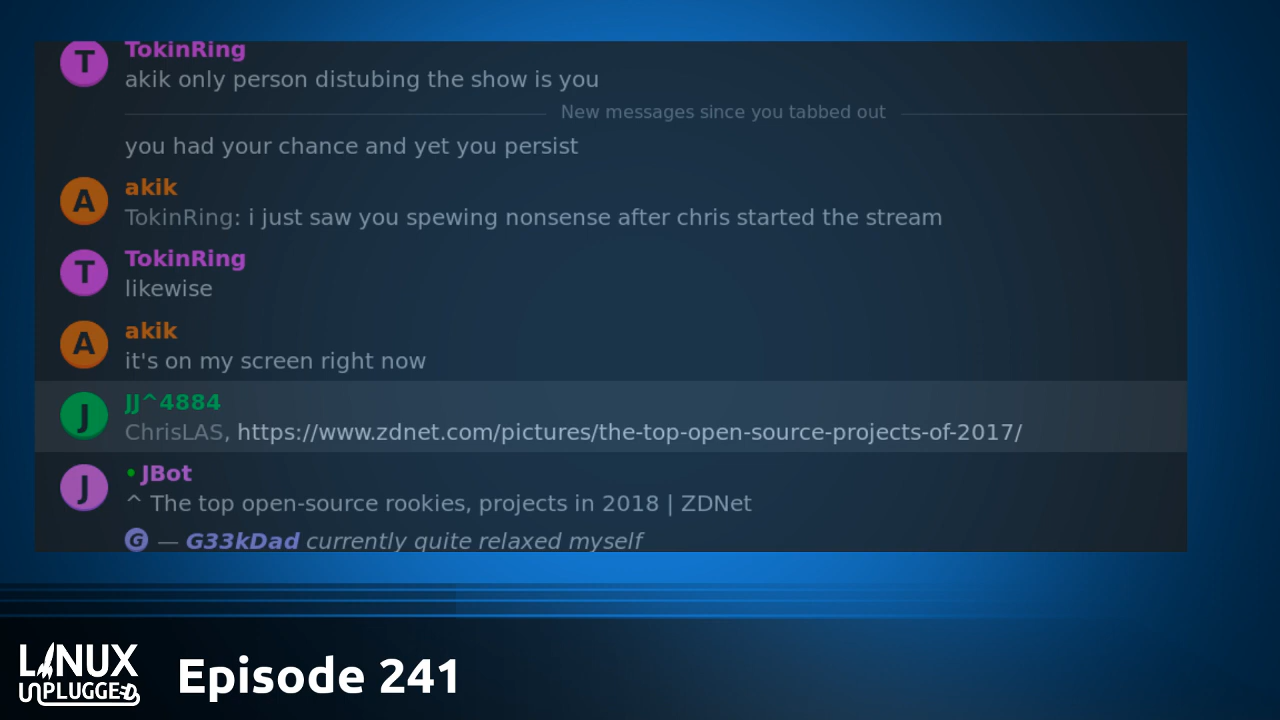 T
TokinRing
akik only person distubing the show is you
New messages since you tabbed out
you had your chance and yet you persist
A
akik
TokinRing: i just saw you spewing nonsense after chris started the stream
T
TokinRing
likewise
A
akik
it's on my screen right now
J
JJ^4884
ChrisLAS, https://www.zdnet.com/pictures/the-top-open-source-projects-of-2017/
J
• JBot
^ The top open-source rookies, projects in 2018 | ZDNet
G — G33kDad currently quite relaxed myself
LINUX
UNPLUGGED
Episode 241